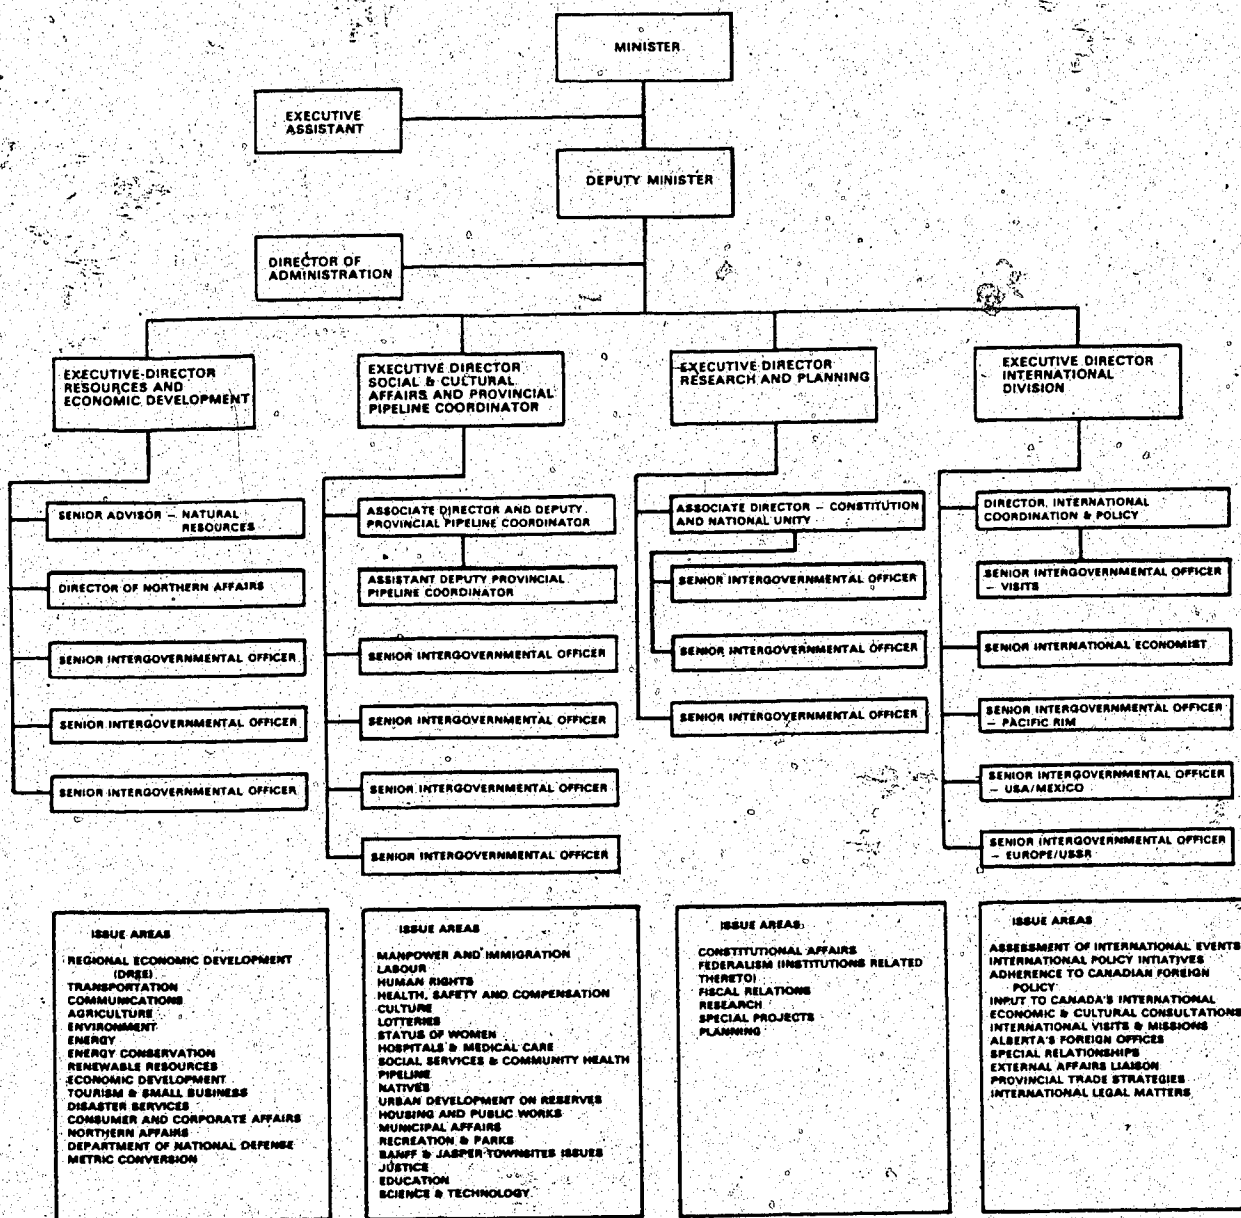 MINISTER
EXECUTIVE
ASSISTANT
DEPUTY MINISTER
DIRECTOR OF
ADMINISTRATION
EXECUTIVE-DIRECTOR
RESOURCES AND
ECONOMIC DEVELOPMENT
EXECUTIVE DIRECTOR
SOCIAL & CULTURAL
AFFAIRS AND PROVINCIAL
PIPELINE COORDINATOR
EXECUTIVE DIRECTOR
RESEARCH AND PLANNING
EXECUTIVE DIRECTOR
INTERNATIONAL
DIVISION
SENIOR ADVISOR – NATURAL
RESOURCES
DIRECTOR OF NORTHERN AFFAIRS
SENIOR INTERGOVERNMENTAL OFFICER
SENIOR INTERGOVERNMENTAL OFFICER
SENIOR INTERGOVERNMENTAL OFFICER
ASSOCIATE DIRECTOR AND DEPUTY
PROVINCIAL PIPELINE COORDINATOR
ASSISTANT DEPUTY PROVINCIAL
PIPELINE COORDINATOR
SENIOR INTERGOVERNMENTAL OFFICER
SENIOR INTERGOVERNMENTAL OFFICER
SENIOR INTERGOVERNMENTAL OFFICER
SENIOR INTERGOVERNMENTAL OFFICER
ASSOCIATE DIRECTOR – CONSTITUTION
AND NATIONAL UNITY
SENIOR INTERGOVERNMENTAL OFFICER
SENIOR INTERGOVERNMENTAL OFFICER
SENIOR INTERGOVERNMENTAL OFFICER
DIRECTOR, INTERNATIONAL
COORDINATION & POLICY
SENIOR INTERGOVERNMENTAL OFFICER
– VISITS
SENIOR INTERNATIONAL ECONOMIST
SENIOR INTERGOVERNMENTAL OFFICER
– PACIFIC RIM
SENIOR INTERGOVERNMENTAL OFFICER
– USA/MEXICO
SENIOR INTERGOVERNMENTAL OFFICER
– EUROPE/USSR
ISSUE AREAS
REGIONAL ECONOMIC DEVELOPMENT
(DREE)
TRANSPORTATION
COMMUNICATIONS
AGRICULTURE
ENVIRONMENT
ENERGY
ENERGY CONSERVATION
RENEWABLE RESOURCES
ECONOMIC DEVELOPMENT
TOURISM & SMALL BUSINESS
DISASTER SERVICES
CONSUMER AND CORPORATE AFFAIRS
NORTHERN AFFAIRS
DEPARTMENT OF NATIONAL DEFENSE
METRIC CONVERSION
ISSUE AREAS
MANPOWER AND IMMIGRATION
LABOUR
HUMAN RIGHTS
HEALTH, SAFETY AND COMPENSATION
CULTURE
LOTTERIES
STATUS OF WOMEN
HOSPITALS & MEDICAL CARE
SOCIAL SERVICES & COMMUNITY HEALTH
PIPELINE
NATIVES
URBAN DEVELOPMENT ON RESERVES
HOUSING AND PUBLIC WORKS
MUNICIPAL AFFAIRS
RECREATION & PARKS
BANFF & JASPER TOWNSITES ISSUES
JUSTICE
EDUCATION
SCIENCE & TECHNOLOGY
ISSUE AREAS
CONSTITUTIONAL AFFAIRS
FEDERALISM (INSTITUTIONS RELATED
THERETO)
FISCAL RELATIONS
RESEARCH
SPECIAL PROJECTS
PLANNING
ISSUE AREAS
ASSESSMENT OF INTERNATIONAL EVENTS
INTERNATIONAL POLICY INTIATIVES
ADHERENCE TO CANADIAN FOREIGN
POLICY
INPUT TO CANADA'S INTERNATIONAL
ECONOMIC & CULTURAL CONSULTATIONS
INTERNATIONAL VISITS & MISSIONS
ALBERTA'S FOREIGN OFFICES
SPECIAL RELATIONSHIPS
EXTERNAL AFFAIRS LIAISON
PROVINCIAL TRADE STRATEGIES
INTERNATIONAL LEGAL MATTERS